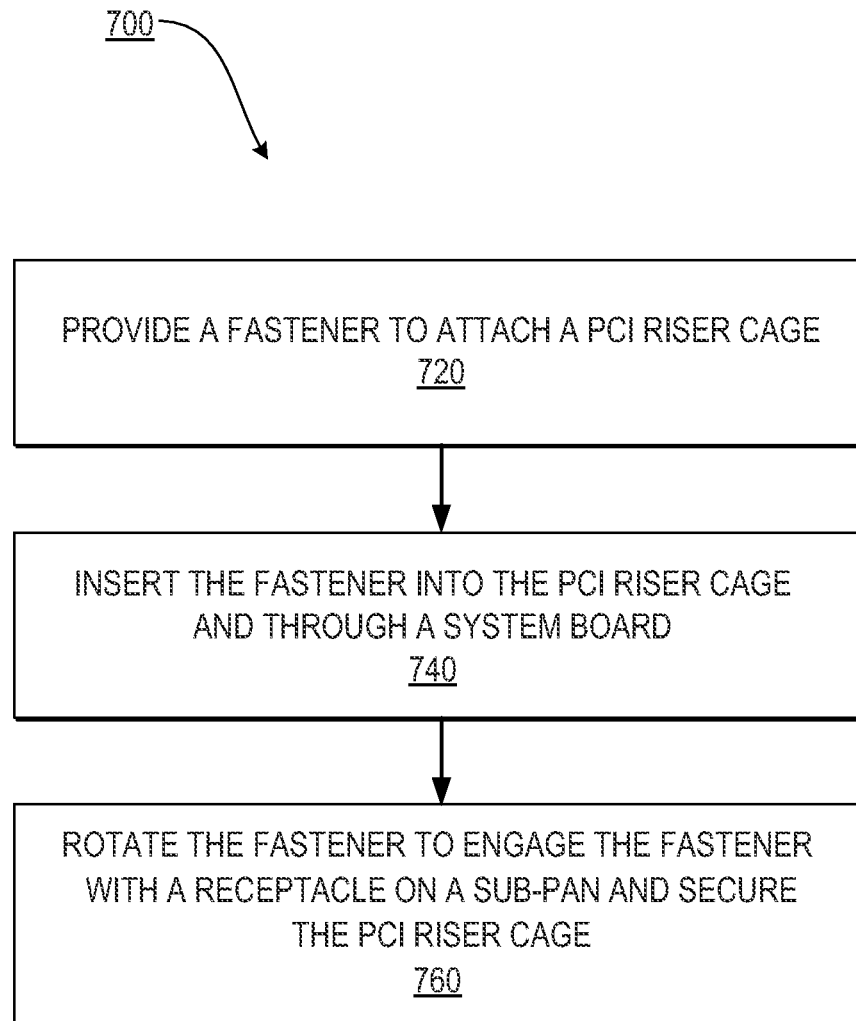 700
PROVIDE A FASTENER TO ATTACH A PCI RISER CAGE
720
INSERT THE FASTENER INTO THE PCI RISER CAGE
AND THROUGH A SYSTEM BOARD
740
ROTATE THE FASTENER TO ENGAGE THE FASTENER
WITH A RECEPTACLE ON A SUB-PAN AND SECURE
THE PCI RISER CAGE
760